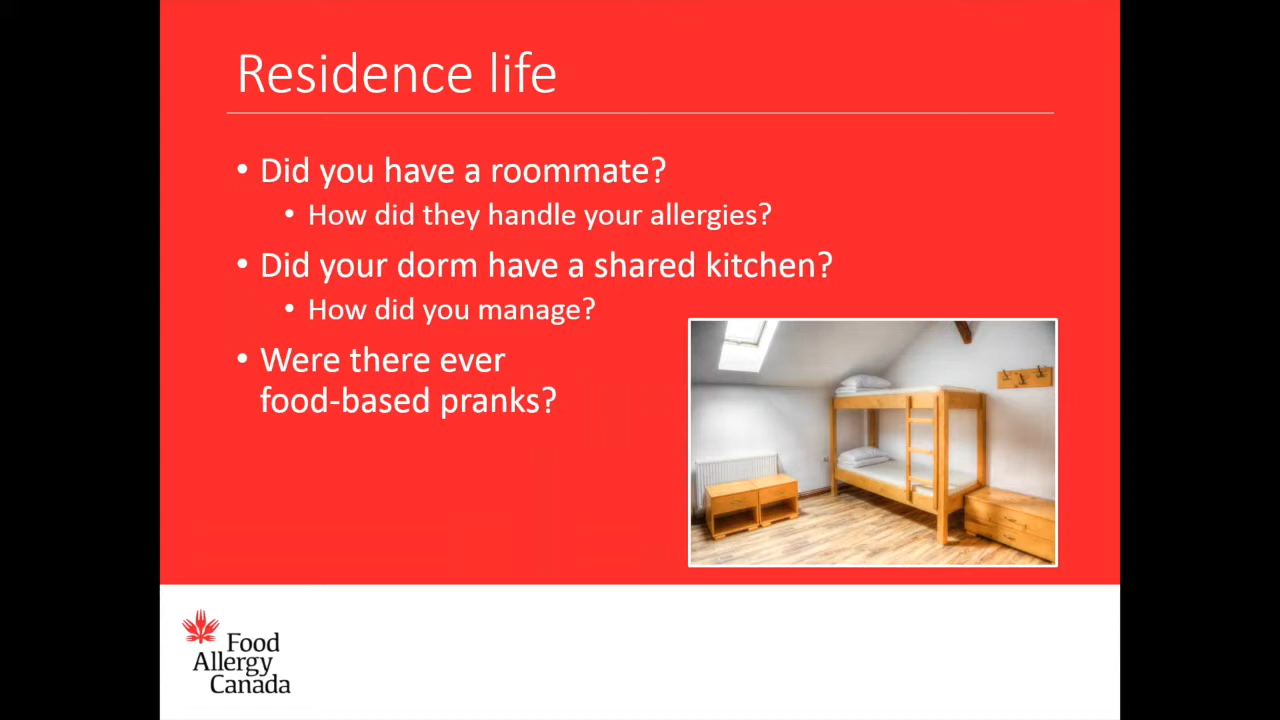 Residence life
• Did you have a roommate?
• How did they handle your allergies?
• Did your dorm have a shared kitchen?
• How did you manage?
• Were there ever
food-based pranks?
Food
Allergy
Canada